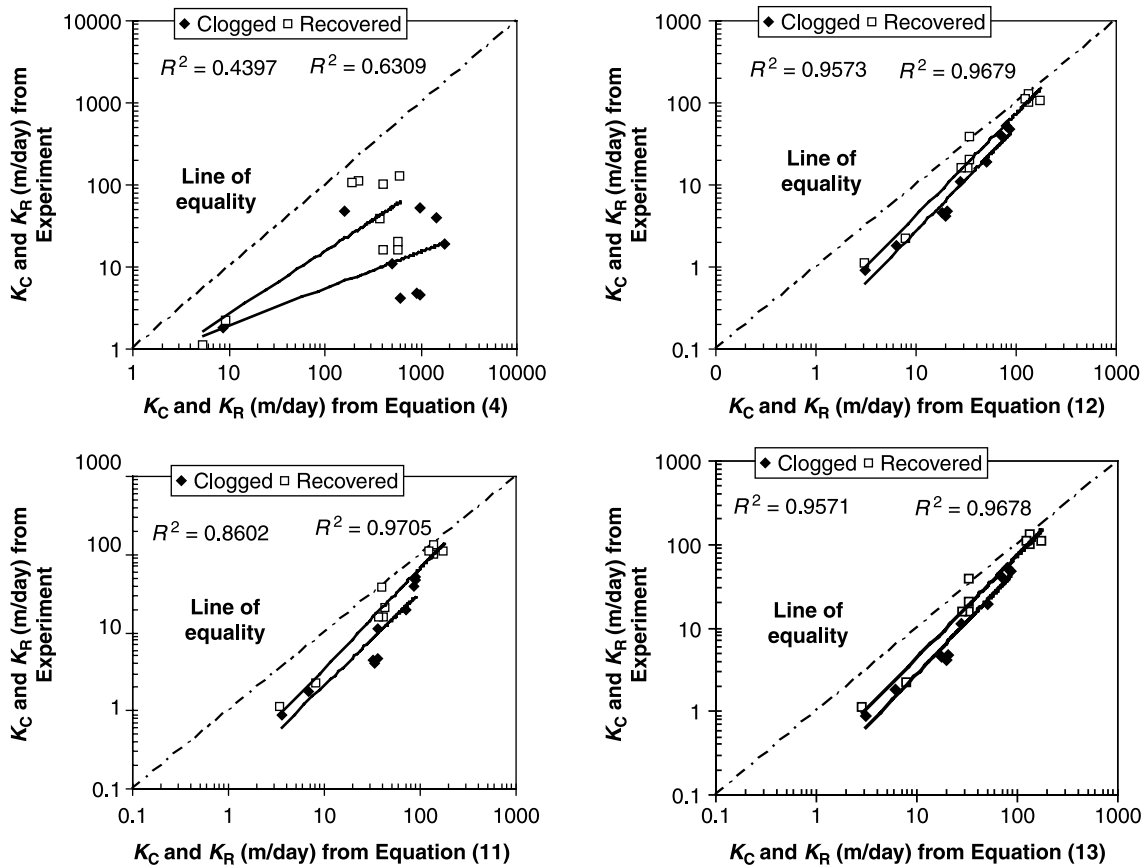 Clogged Recovered
R² = 0.4397 R² = 0.6309
Line of
equality
K_C and K_R (m/day) from
Experiment
10000
1000
100
10
1
1 10 100 1000 10000
K_C and K_R (m/day) from Equation (4)
Clogged Recovered
R² = 0.9573 R² = 0.9679
Line of
equality
K_C and K_R (m/day) from
Experiment
1000
100
10
1
0.1
0 1 10 100 1000
K_C and K_R (m/day) from Equation (12)
Clogged Recovered
R² = 0.8602 R² = 0.9705
Line of
equality
K_C and K_R (m/day) from
Experiment
1000
100
10
1
0.1
0.1 1 10 100 1000
K_C and K_R (m/day) from Equation (11)
Clogged Recovered
R² = 0.9571 R² = 0.9678
Line of
equality
K_C and K_R (m/day) from
Experiment
1000
100
10
1
0.1
0.1 1 10 100 1000
K_C and K_R (m/day) from Equation (13)